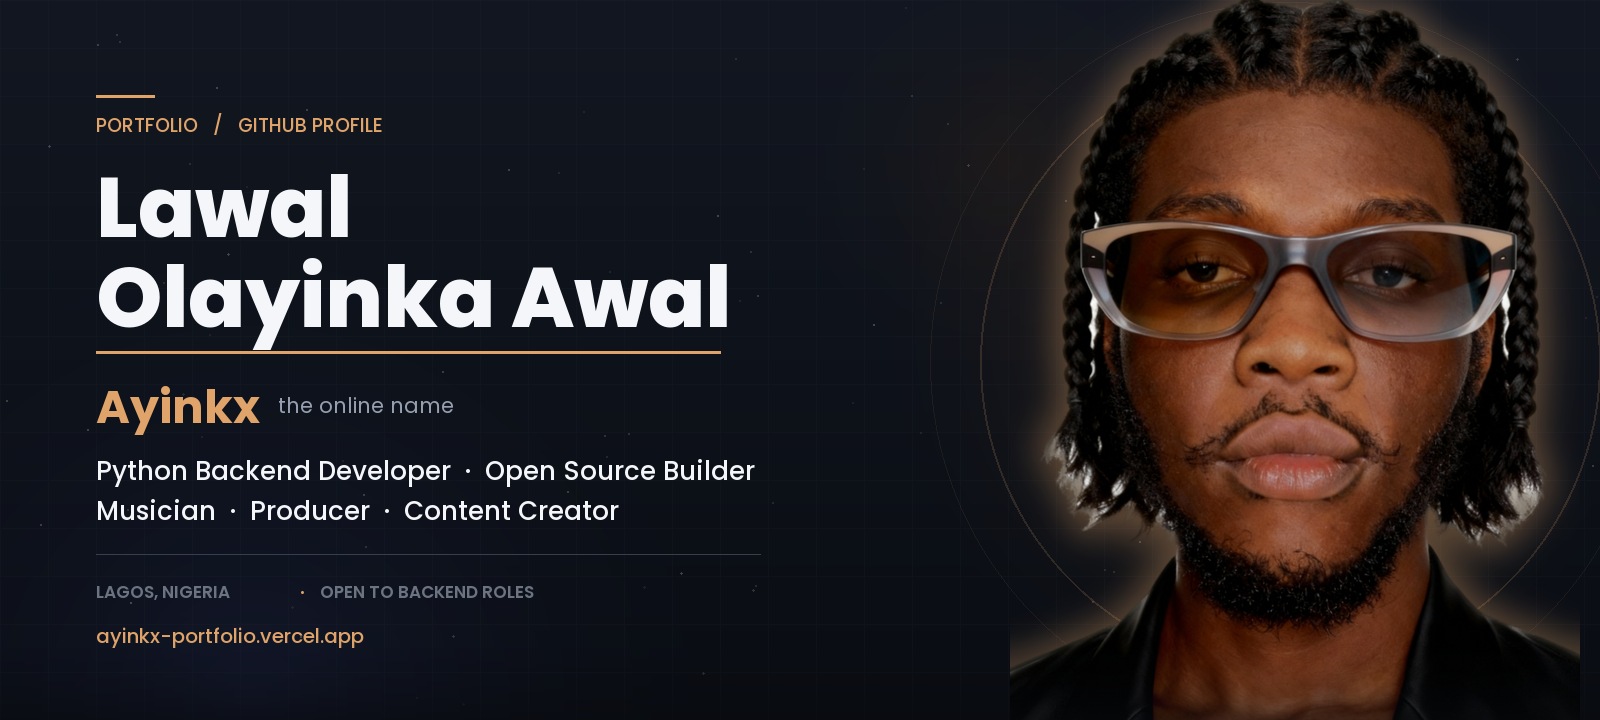 PORTFOLIO / GITHUB PROFILE
Lawal
Olayinka Awal
Ayinkx the online name
Python Backend Developer · Open Source Builder
Musician · Producer · Content Creator
LAGOS, NIGERIA · OPEN TO BACKEND ROLES
ayinkx-portfolio.vercel.app